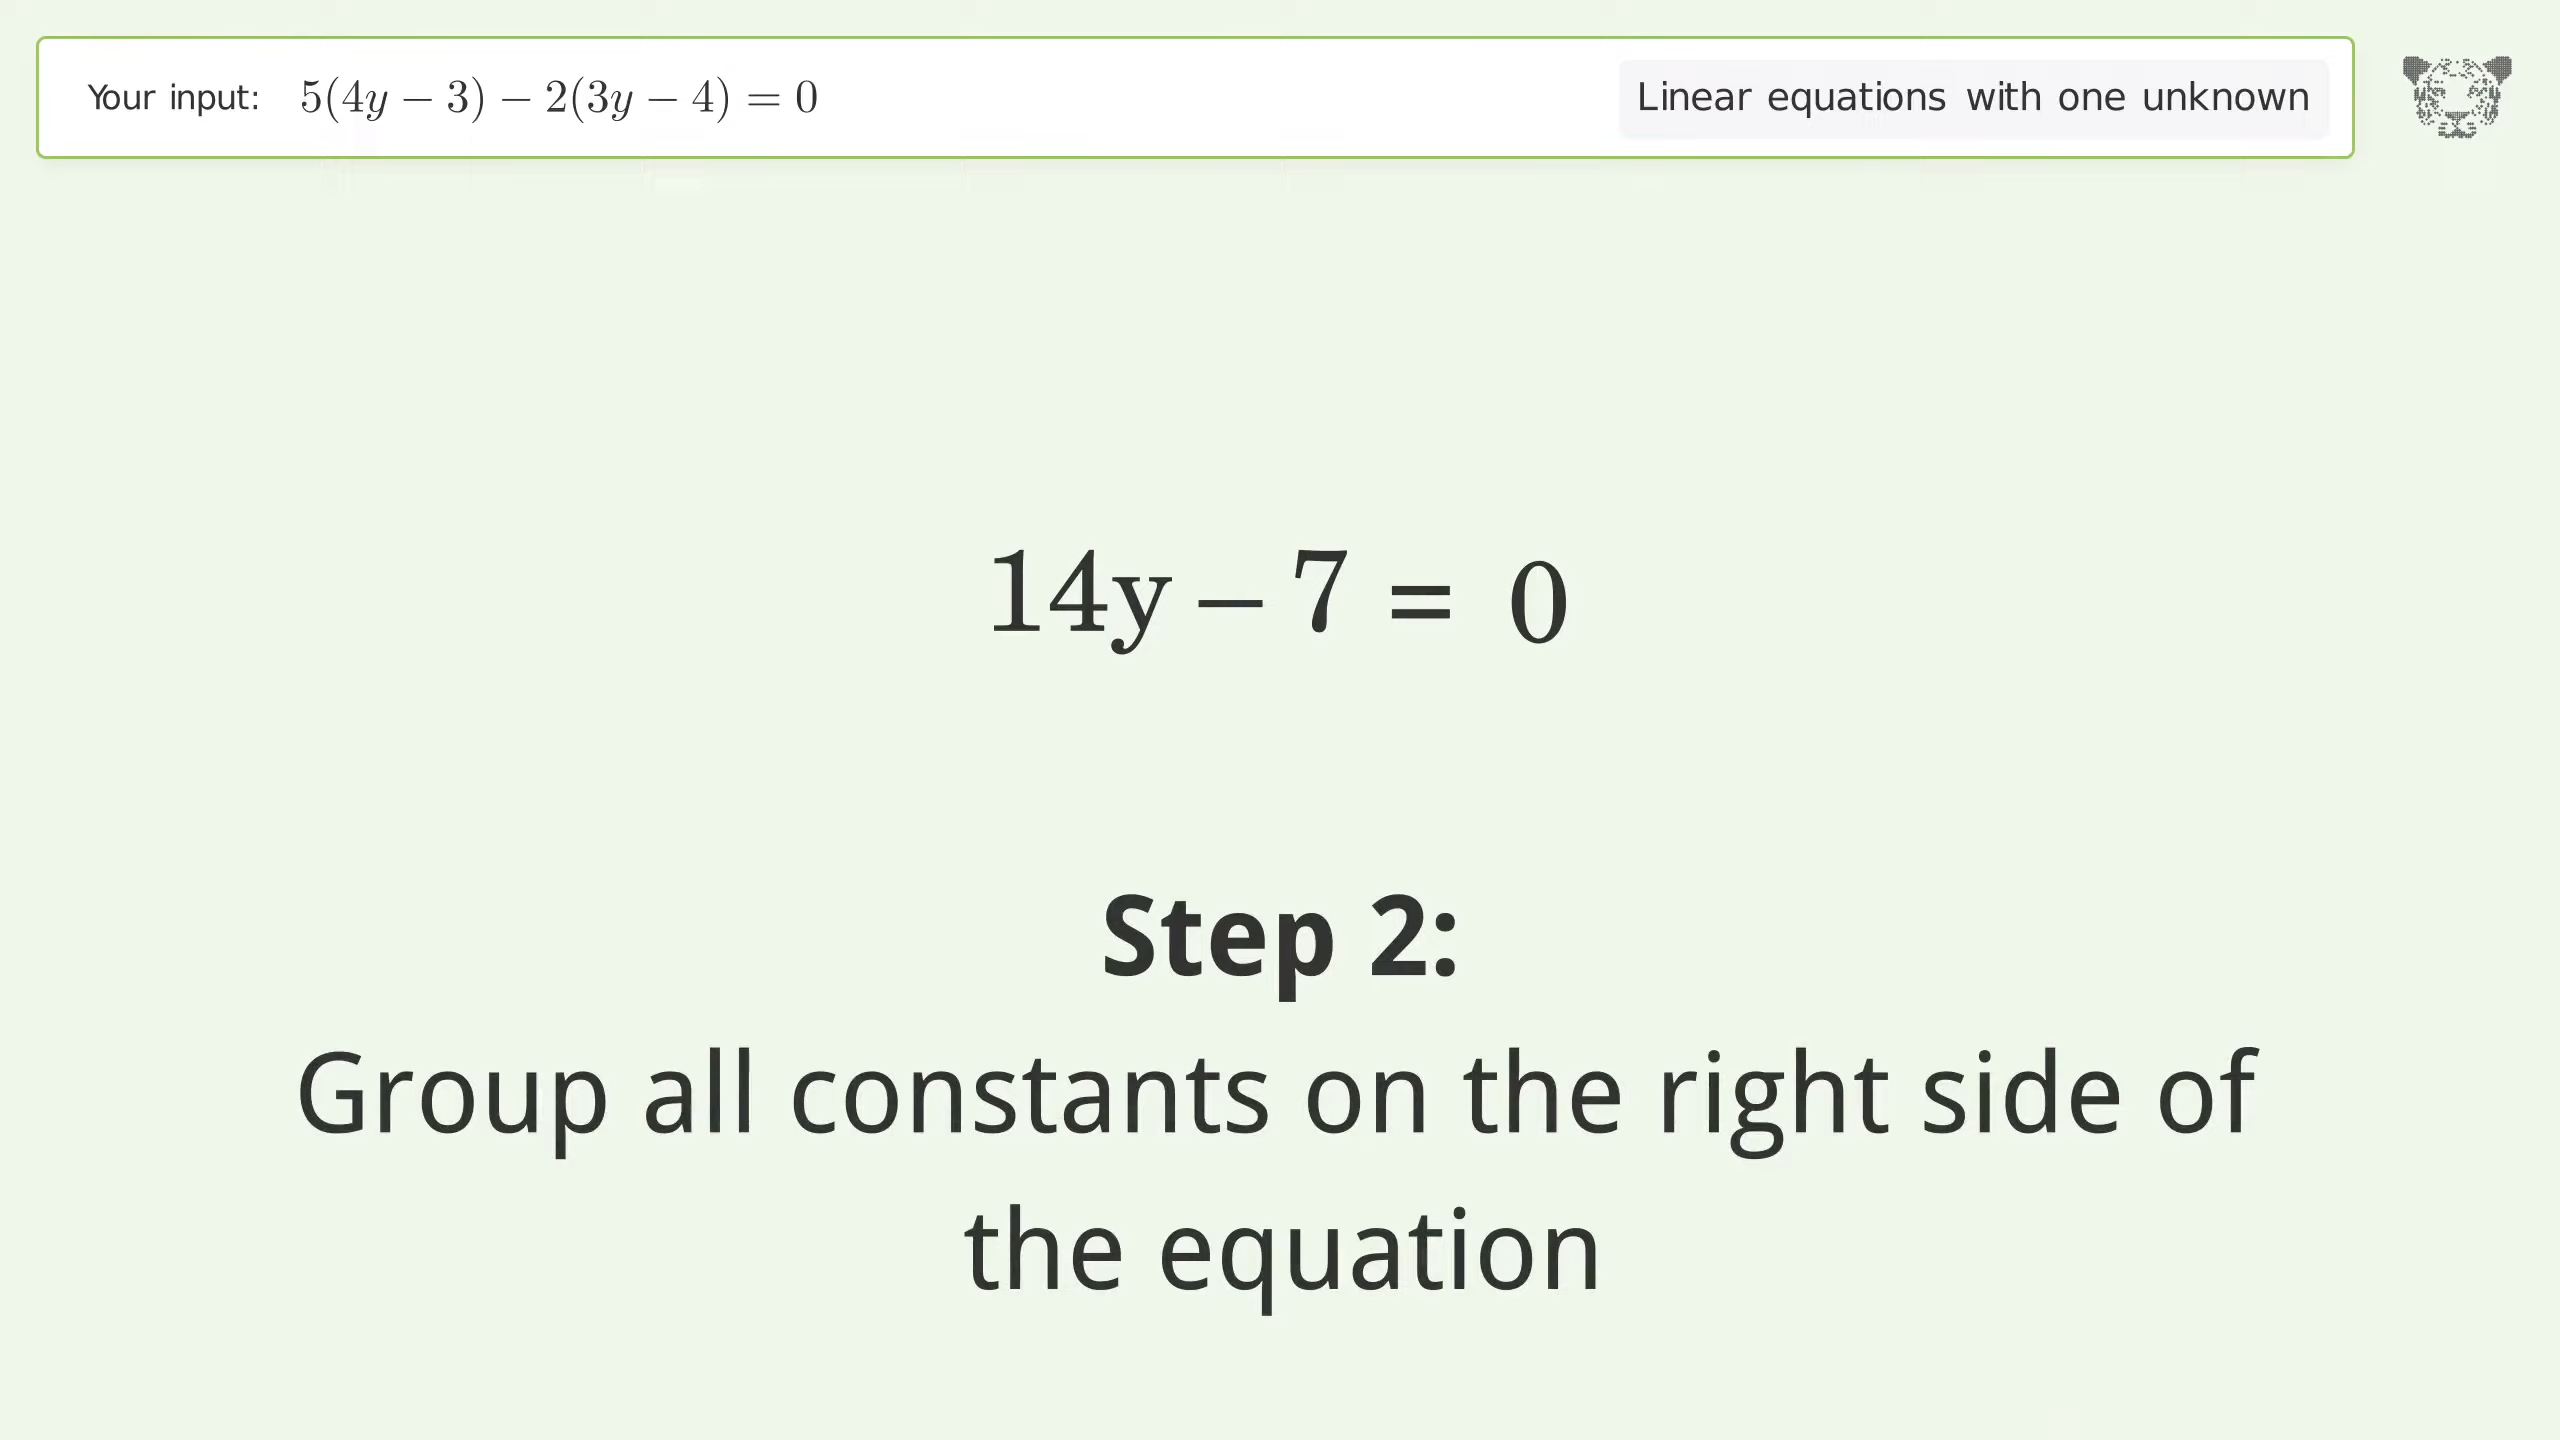 Your input: 5(4y − 3) − 2(3y − 4) = 0
Linear equations with one unknown
14y − 7 = 0
Step 2:
Group all constants on the right side of
the equation